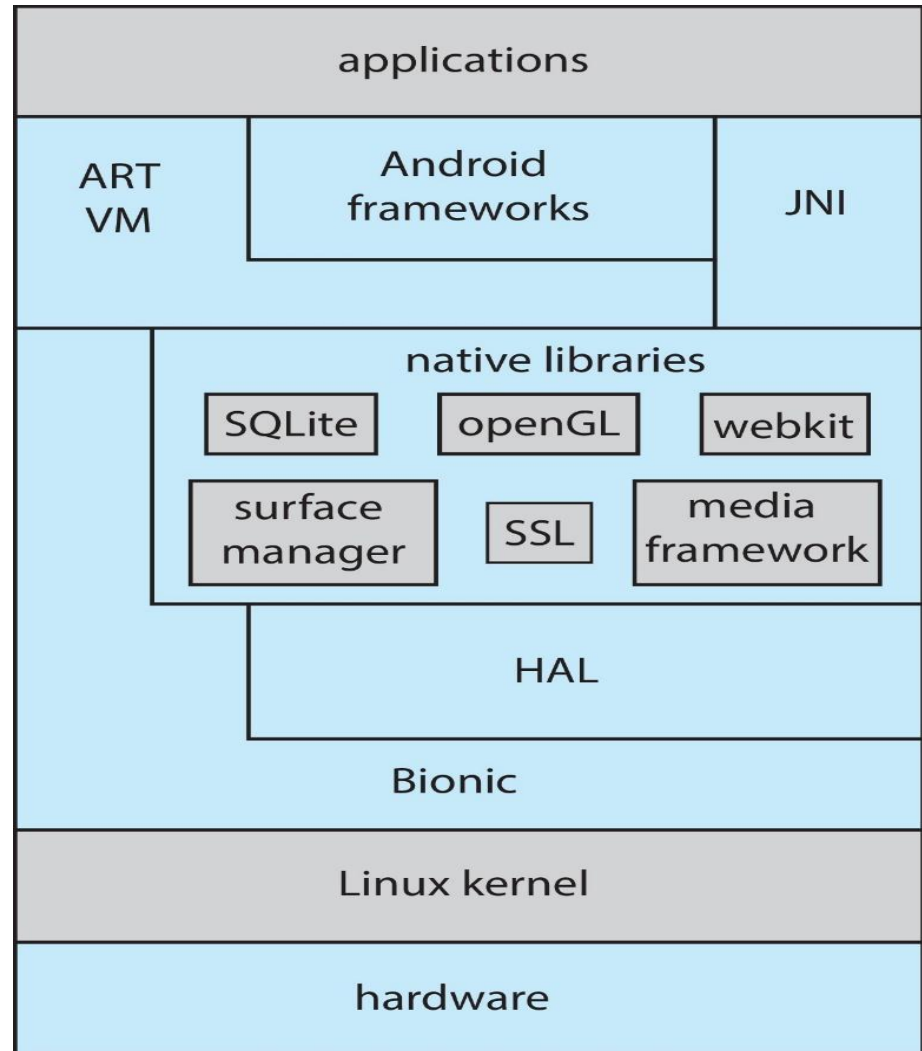 applications
ART
VM
Android
frameworks
JNI
native libraries
SQLite
openGL
webkit
surface
manager
SSL
media
framework
HAL
Bionic
Linux kernel
hardware